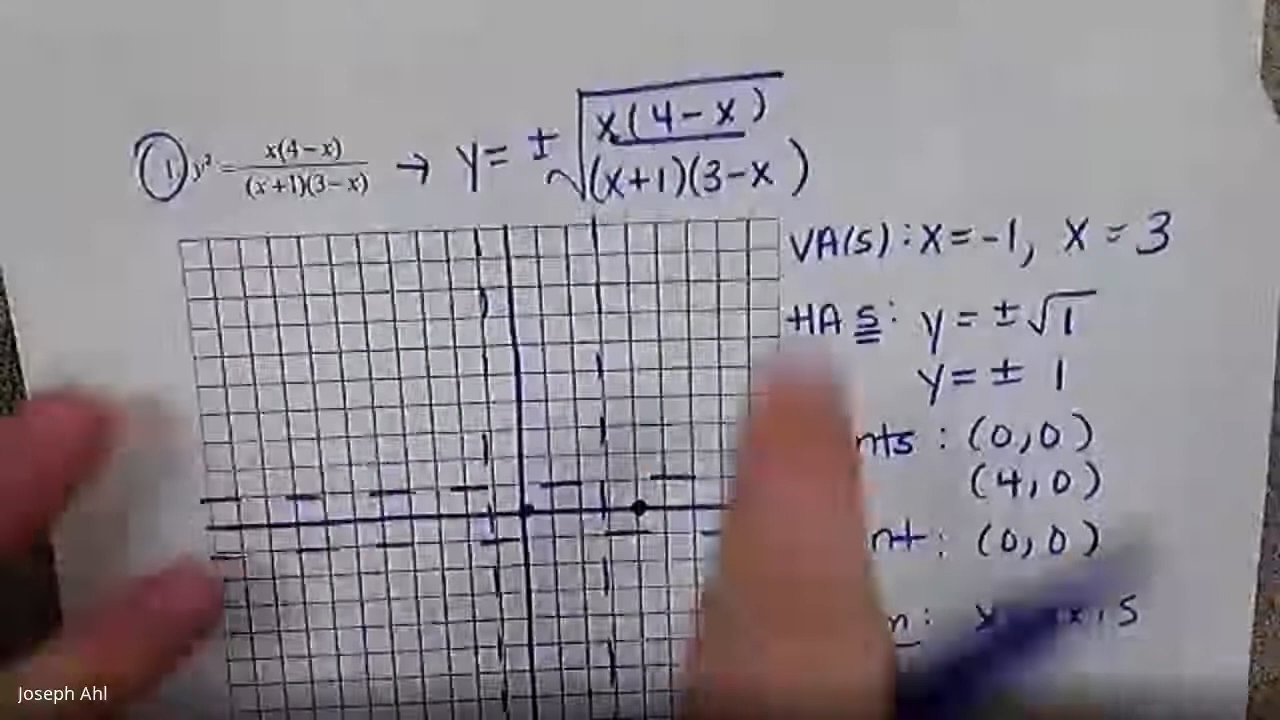 1 y² = x(4-x)/(x+1)(3-x) → y = ± √x(4-x)/(x+1)(3-x)
VA(s): x = -1, x = 3
HAs: y = ±√1
y = ± 1
nts: (0,0)
(4,0)
nt: (0,0)
n: x
Joseph Ahl